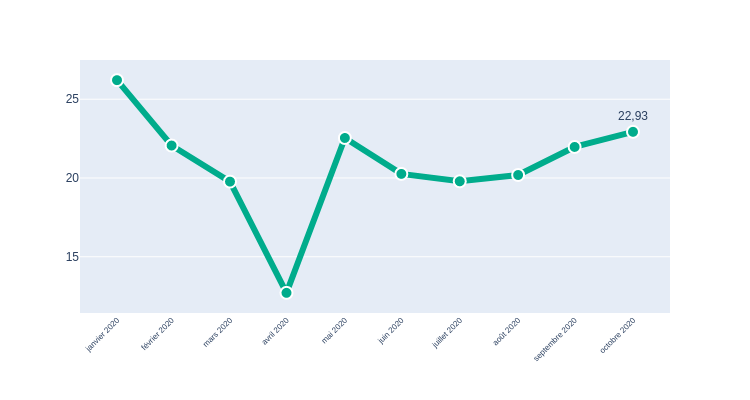 25
20
15
22,93
janvier 2020
février 2020
mars 2020
avril 2020
mai 2020
juin 2020
juillet 2020
août 2020
septembre 2020
octobre 2020